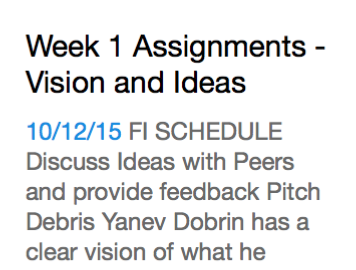 Week 1 Assignments -
Vision and Ideas
10/12/15 FI SCHEDULE
Discuss Ideas with Peers
and provide feedback Pitch
Debris Yanev Dobrin has a
clear vision of what he